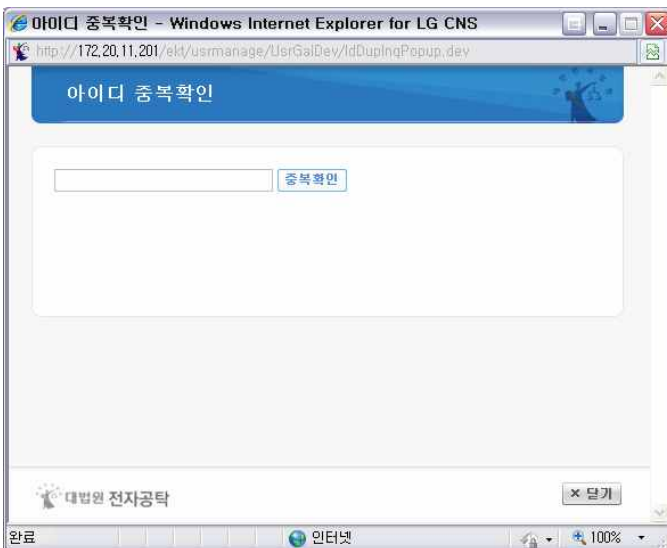 아이디 중복확인 - Windows Internet Explorer for LG CNS
http://172.20.11.201/ekt/usrmanage/UsrGaiDev/IdDupInqPopup.dev
아이디 중복확인
중복확인
대법원 전자공탁
× 닫기
완료
인터넷
100%